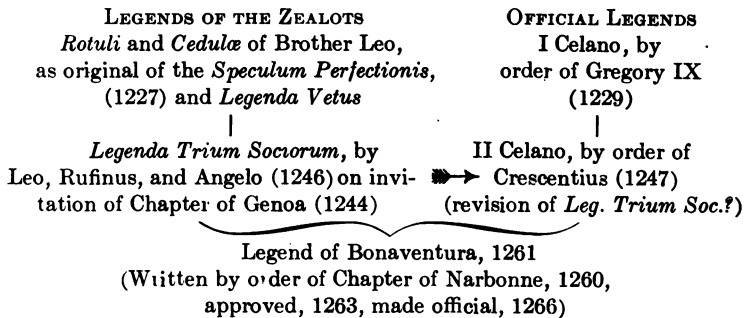 LEGENDS OF THE ZEALOTS
Rotuli and Cedulæ of Brother Leo,
as original of the Speculum Perfectionis,
(1227) and Legenda Vetus
OFFICIAL LEGENDS
I Celano, by
order of Gregory IX
(1229)
Legenda Trium Sociorum, by
Leo, Rufinus, and Angelo (1246) on invi-
tation of Chapter of Genoa (1244)
II Celano, by order of
Crescentius (1247)
(revision of Leg. Trium Soc.?)
Legend of Bonaventura, 1261
(Written by order of Chapter of Narbonne, 1260,
approved, 1263, made official, 1266)